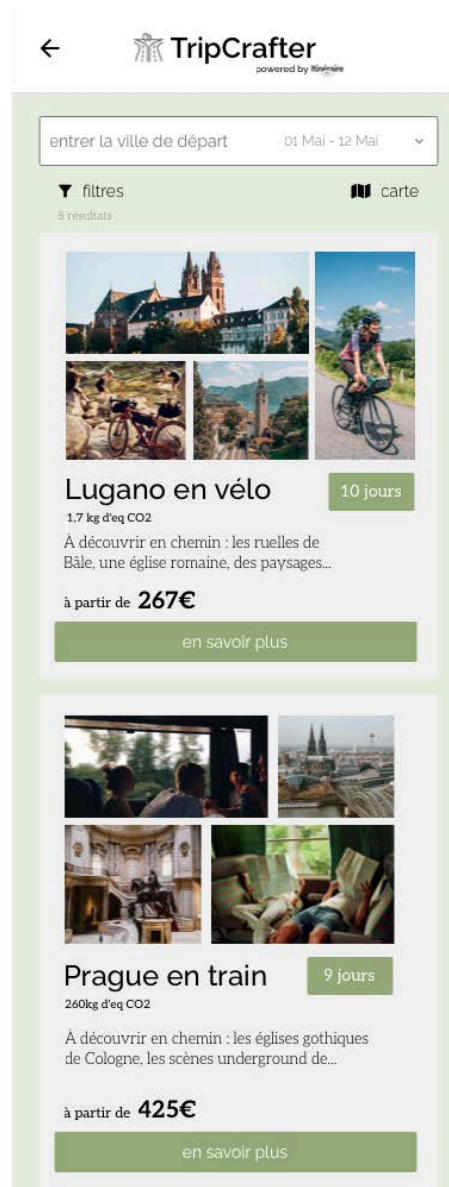 TripCrafter
powered by Itinéraire
entrer la ville de départ 01 Mai - 12 Mai
filtres carte
8 résultats
Lugano en vélo 10 jours
1,7 kg d'eq CO2
À découvrir en chemin : les ruelles de
Bâle, une église romaine, des paysages...
à partir de 267€
en savoir plus
Prague en train 9 jours
260kg d'eq CO2
À découvrir en chemin : les églises gothiques
de Cologne, les scènes underground de...
à partir de 425€
en savoir plus